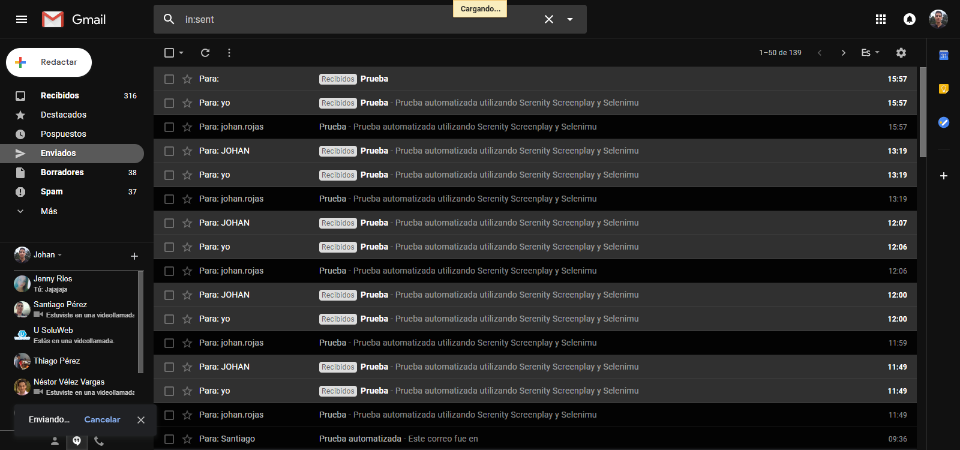 Cargando...
Gmail
in:sent
Redactar
1–50 de 139
Es
Recibidos 316
Destacados
Pospuestos
Enviados
Borradores 38
Spam 37
Más
Para: Recibidos Prueba 15:57
Para: yo Recibidos Prueba - Prueba automatizada utilizando Serenity Screenplay y Selenimu 15:57
Para: johan.rojas Prueba - Prueba automatizada utilizando Serenity Screenplay y Selenimu 15:57
Para: JOHAN Recibidos Prueba - Prueba automatizada utilizando Serenity Screenplay y Selenimu 13:19
Para: yo Recibidos Prueba - Prueba automatizada utilizando Serenity Screenplay y Selenimu 13:19
Para: johan.rojas Prueba - Prueba automatizada utilizando Serenity Screenplay y Selenimu 13:19
Para: JOHAN Recibidos Prueba - Prueba automatizada utilizando Serenity Screenplay y Selenimu 12:07
Para: yo Recibidos Prueba - Prueba automatizada utilizando Serenity Screenplay y Selenimu 12:06
Para: johan.rojas Prueba - Prueba automatizada utilizando Serenity Screenplay y Selenimu 12:06
Para: JOHAN Recibidos Prueba - Prueba automatizada utilizando Serenity Screenplay y Selenimu 12:00
Para: yo Recibidos Prueba - Prueba automatizada utilizando Serenity Screenplay y Selenimu 12:00
Para: johan.rojas Prueba - Prueba automatizada utilizando Serenity Screenplay y Selenimu 11:59
Para: JOHAN Recibidos Prueba - Prueba automatizada utilizando Serenity Screenplay y Selenimu 11:49
Para: yo Recibidos Prueba - Prueba automatizada utilizando Serenity Screenplay y Selenimu 11:49
Para: johan.rojas Prueba - Prueba automatizada utilizando Serenity Screenplay y Selenimu 11:49
Para: Santiago Prueba automatizada - Este correo fue en 09:36
Johan
Jenny Rios
Tú: Jajajaja
Santiago Pérez
Estuviste en una videollamada
U SoluWeb
Estás en una videollamada.
Thiago Pérez
Néstor Vélez Vargas
Estuviste en una videollamada
Enviando... Cancelar